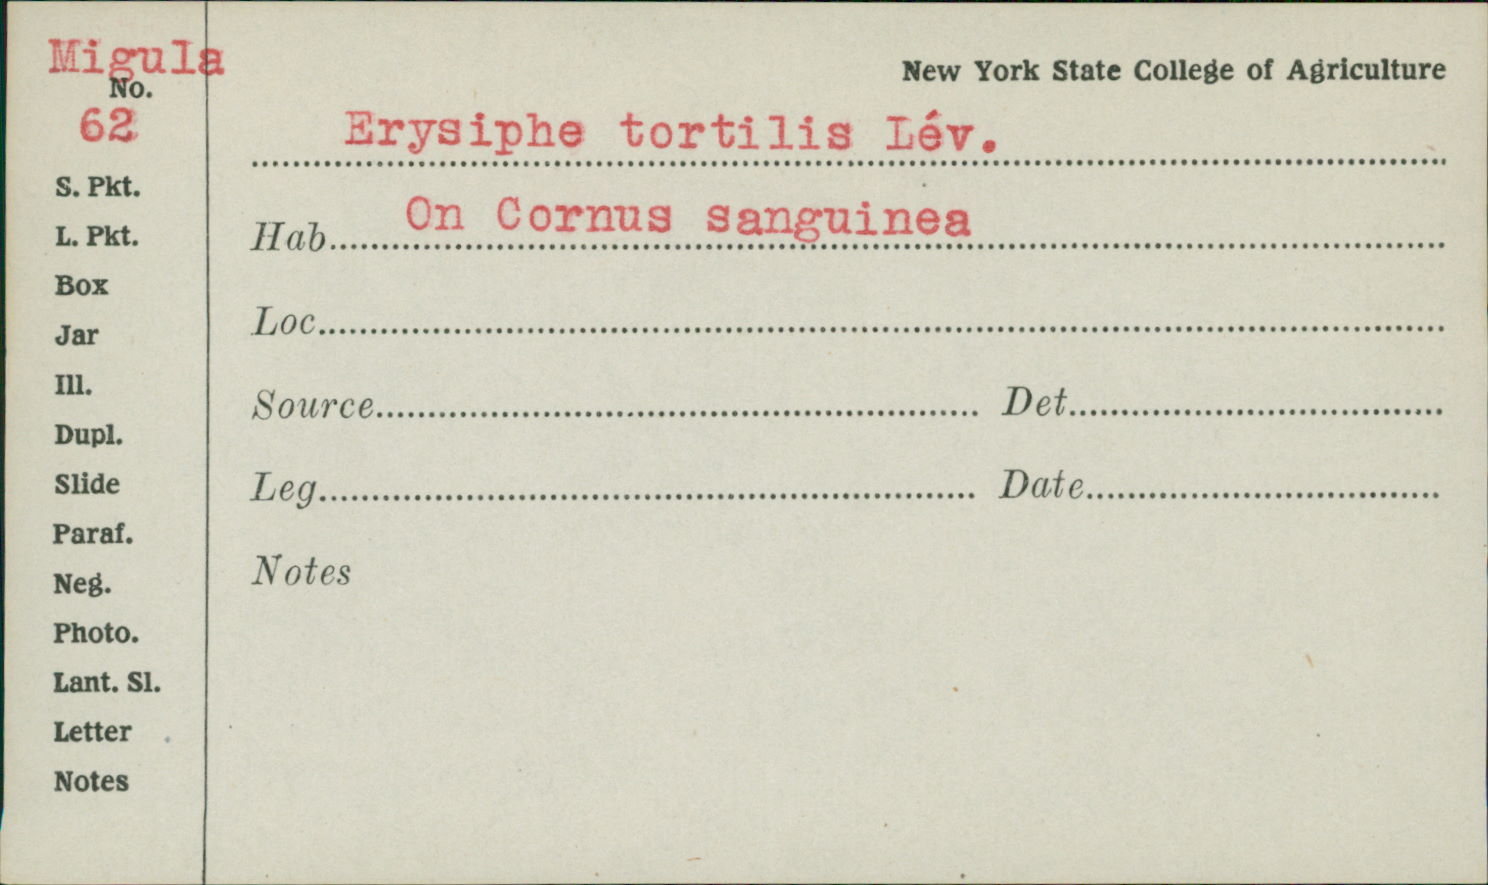 Migula
No.
62
S. Pkt.
L. Pkt.
Box
Jar
Ill.
Dupl.
Slide
Paraf.
Neg.
Photo.
Lant. Sl.
Letter
Notes
New York State College of Agriculture
Erysiphe tortilis Lév.
Hab. On Cornus sanguinea
Loc.
Source Det.
Leg. Date
Notes